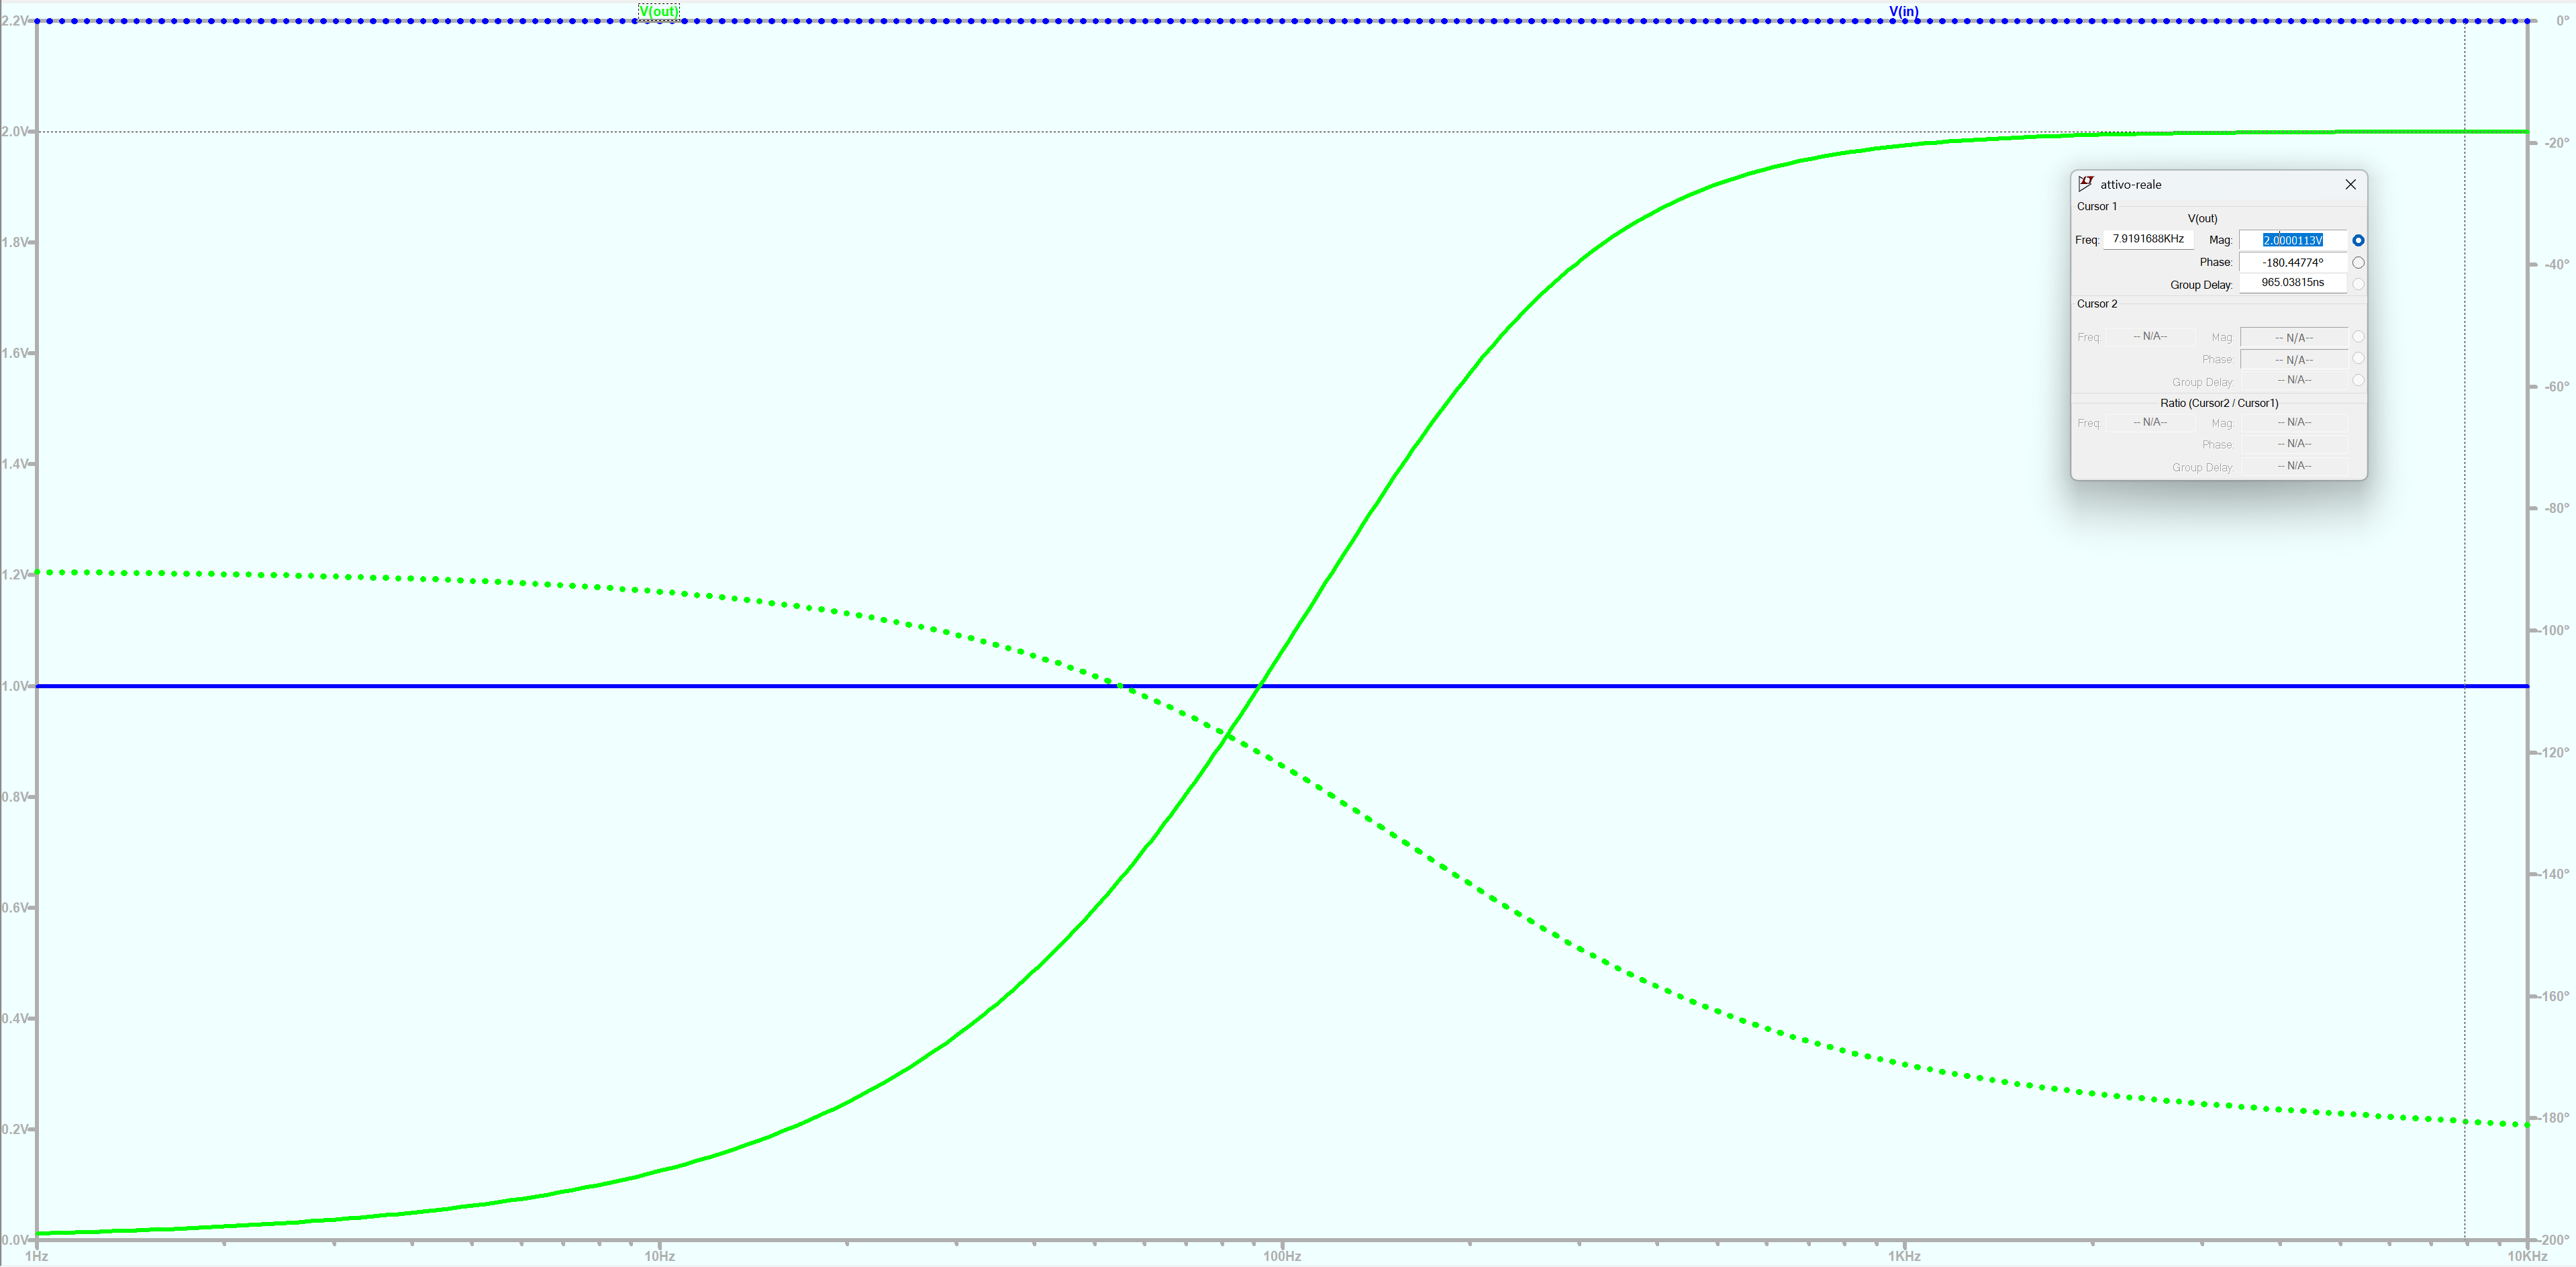 V(out) V(in)
2.2V 0°
2.0V
-20°
1.8V
-40°
1.6V
-60°
1.4V
-80°
1.2V
-100°
1.0V
-120°
0.8V
-140°
0.6V
-160°
0.4V
-180°
0.2V
0.0V -200°
1Hz 10Hz 100Hz 1KHz 10KHz
attivo-reale
Cursor 1
V(out)
Freq: 7.9191688KHz Mag: 2.0000113V
Phase: -180.44774°
Group Delay: 965.03815ns
Cursor 2
Freq: -- N/A-- Mag: -- N/A--
Phase: -- N/A--
Group Delay: -- N/A--
Ratio (Cursor2 / Cursor1)
Freq: -- N/A-- Mag: -- N/A--
Phase: -- N/A--
Group Delay: -- N/A--